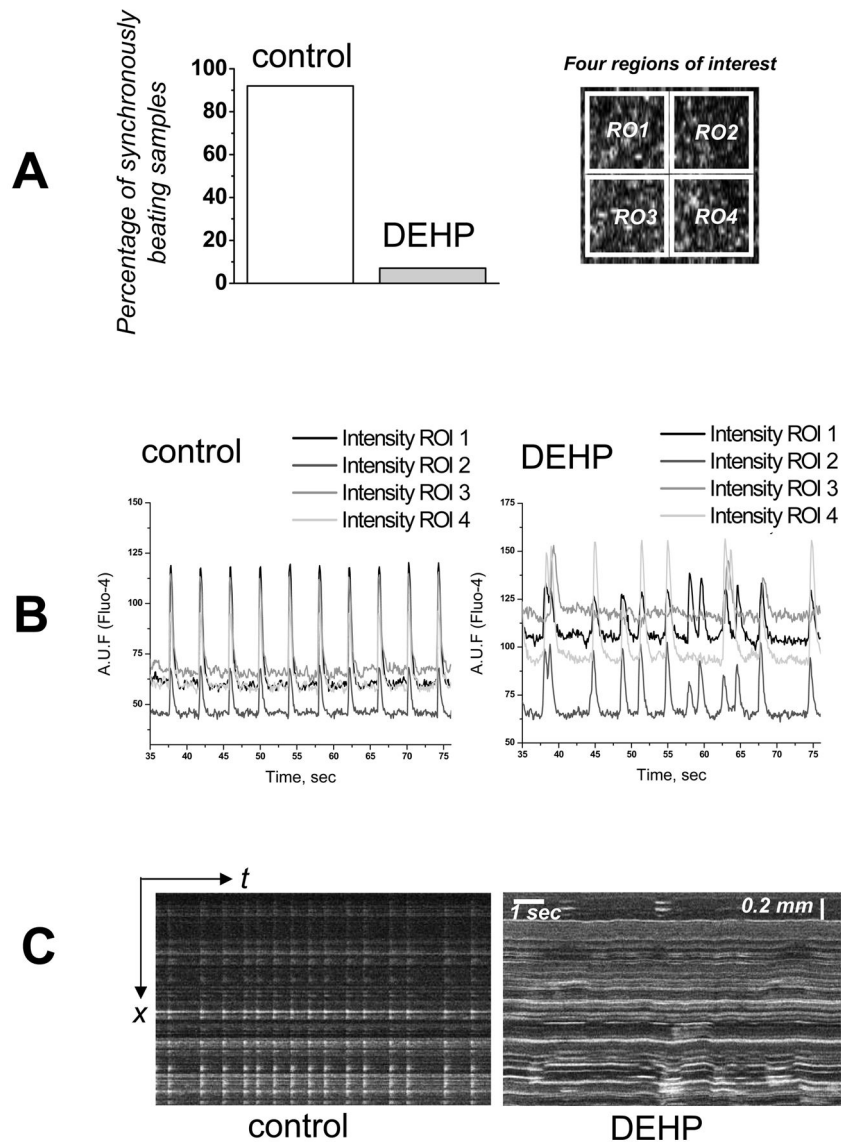 A
Percentage of synchronously
beating samples
100
80
60
40
20
0
control
DEHP
Four regions of interest
RO1
RO2
RO3
RO4
B
control
Intensity ROI 1
Intensity ROI 2
Intensity ROI 3
Intensity ROI 4
A.U.F (Fluo-4)
150
125
100
75
50
35 40 45 50 55 60 65 70 75
Time, sec
DEHP
Intensity ROI 1
Intensity ROI 2
Intensity ROI 3
Intensity ROI 4
A.U.F (Fluo-4)
175
150
125
100
75
50
35 40 45 50 55 60 65 70 75
Time, sec
C
t
x
1 sec
0.2 mm
control
DEHP